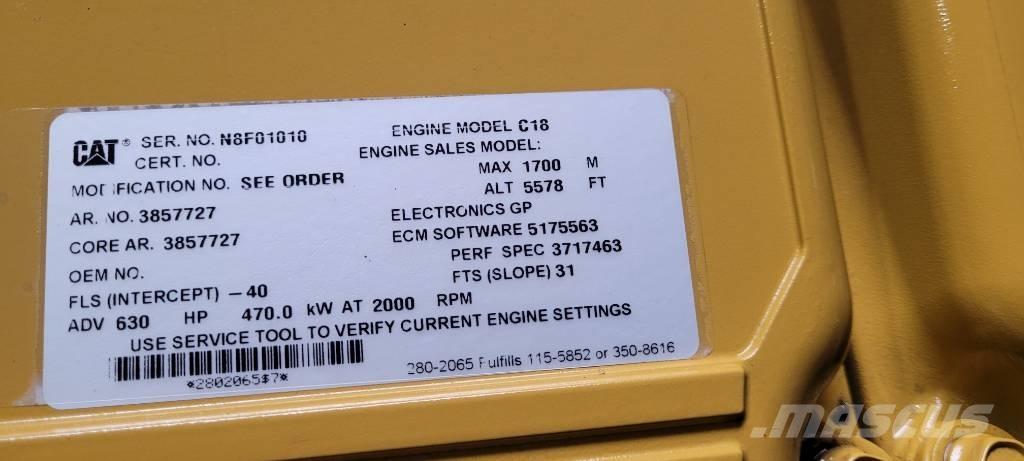 CAT® SER. NO. N8F01010 ENGINE MODEL C18
CERT. NO. ENGINE SALES MODEL:
MODIFICATION NO. SEE ORDER MAX 1700 M
ALT 5578 FT
AR. NO. 3857727 ELECTRONICS GP
CORE AR. 3857727 ECM SOFTWARE 5175563
OEM NO. PERF SPEC 3717463
FLS (INTERCEPT) -40 FTS (SLOPE) 31
ADV 630 HP 470.0 kW AT 2000 RPM
USE SERVICE TOOL TO VERIFY CURRENT ENGINE SETTINGS
*2802065$7* 280-2065 Fulfills 115-5852 or 350-8616
MASCUS